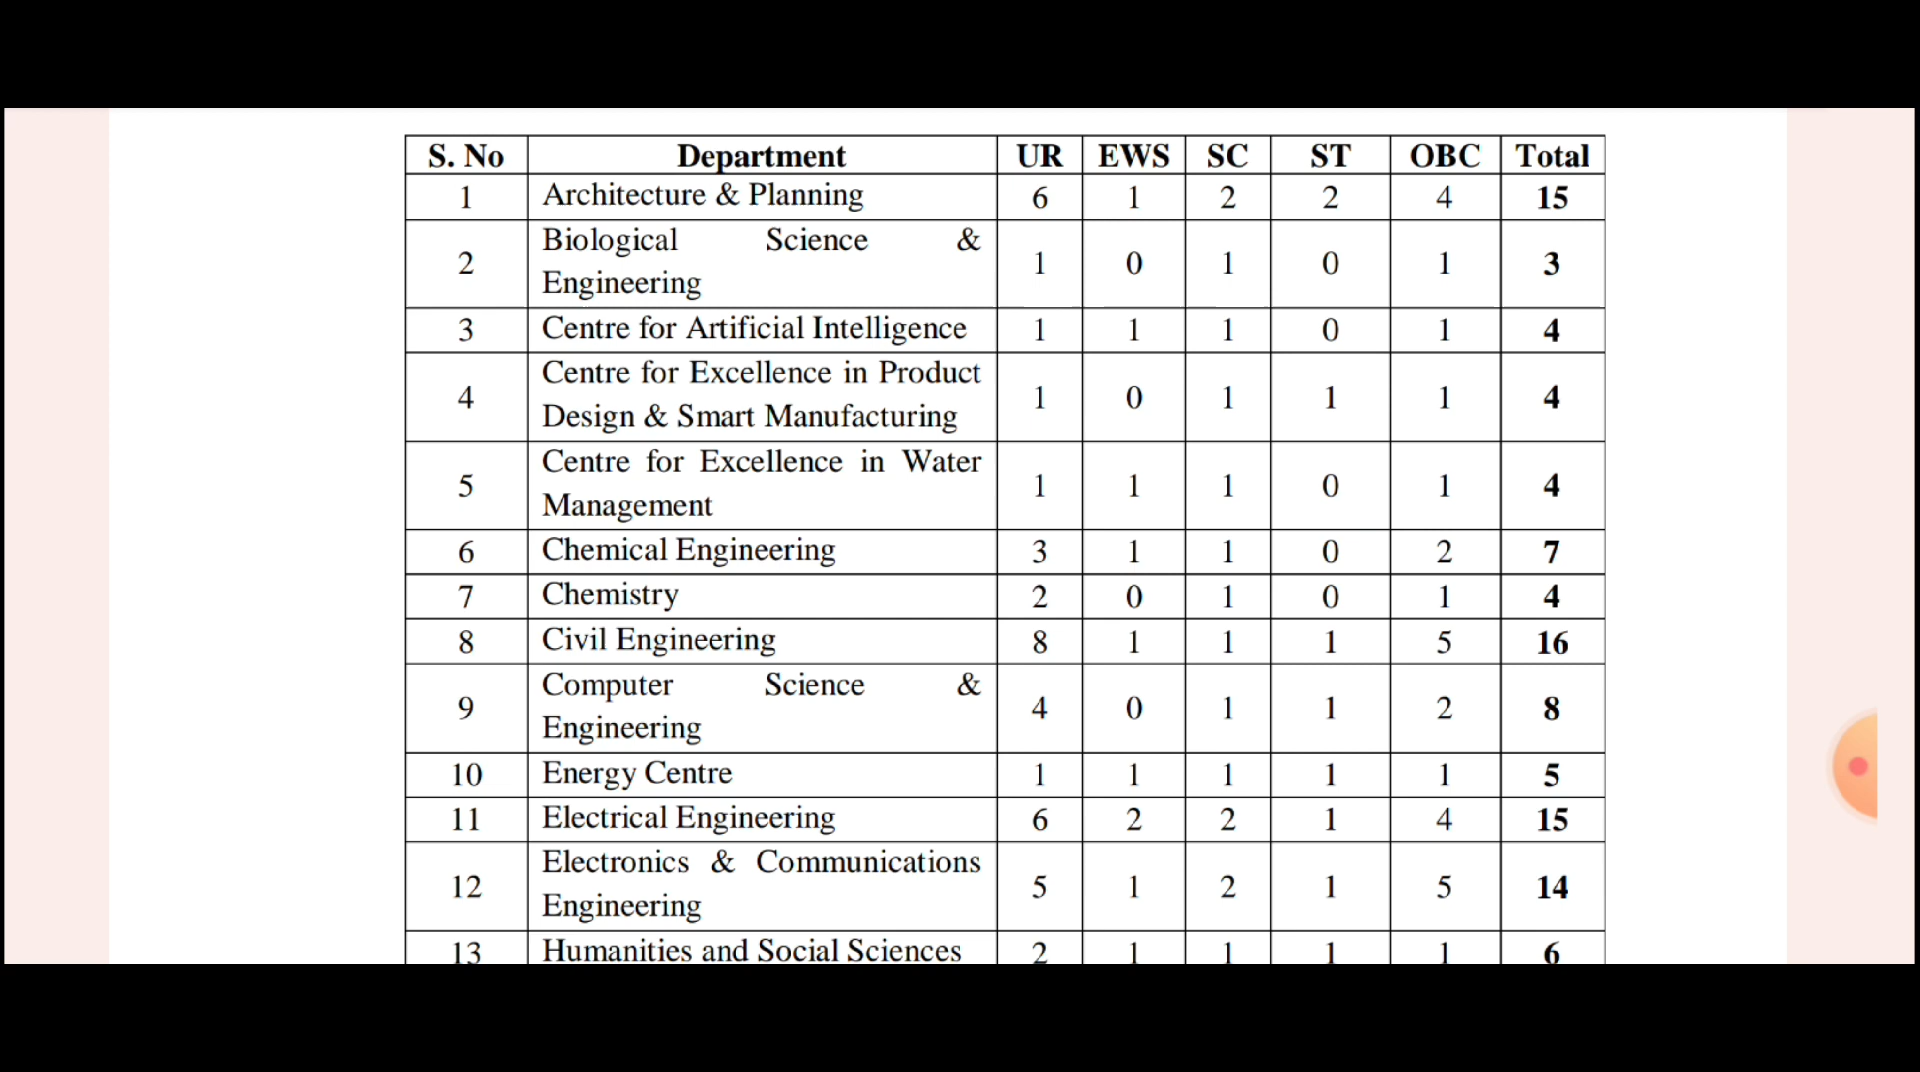 S. No Department UR EWS SC ST OBC Total
1 Architecture & Planning 6 1 2 2 4 15
2 Biological Science & Engineering 1 0 1 0 1 3
3 Centre for Artificial Intelligence 1 1 1 0 1 4
4 Centre for Excellence in Product Design & Smart Manufacturing 1 0 1 1 1 4
5 Centre for Excellence in Water Management 1 1 1 0 1 4
6 Chemical Engineering 3 1 1 0 2 7
7 Chemistry 2 0 1 0 1 4
8 Civil Engineering 8 1 1 1 5 16
9 Computer Science & Engineering 4 0 1 1 2 8
10 Energy Centre 1 1 1 1 1 5
11 Electrical Engineering 6 2 2 1 4 15
12 Electronics & Communications Engineering 5 1 2 1 5 14
13 Humanities and Social Sciences 2 1 1 1 1 6